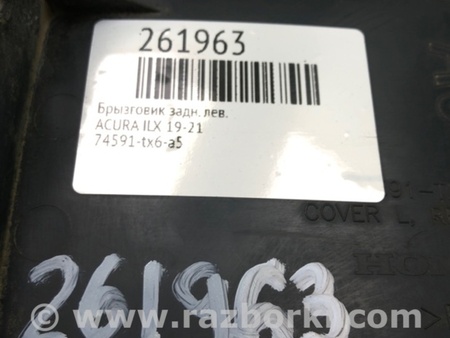 261963
Брызговик задн.лев.
ACURA ILX 19-21
74591-tx6-a5
COVER L,
261963
www.razborki.com